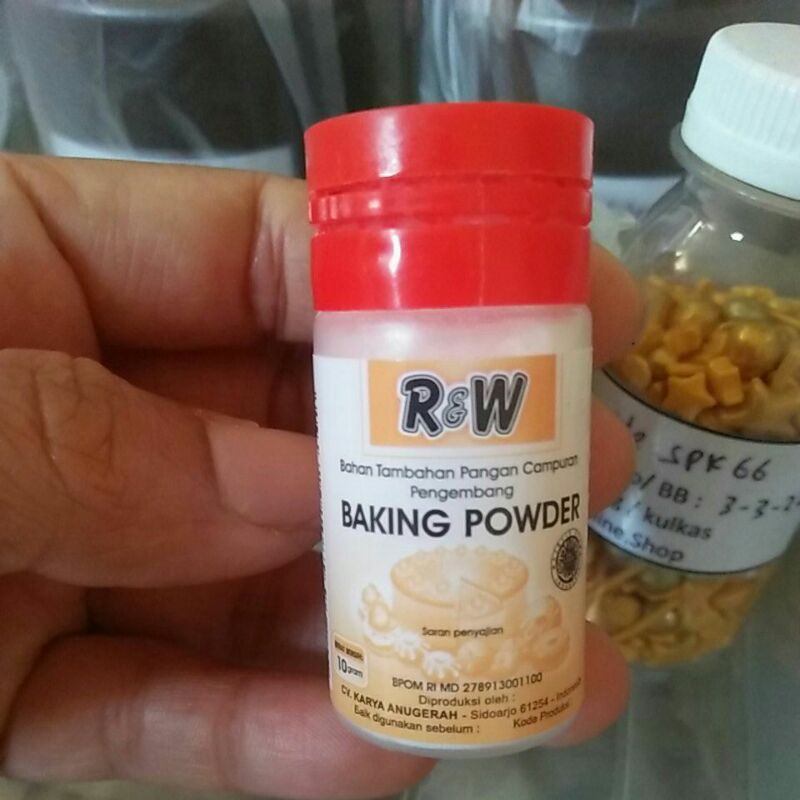 R&W
Bahan Tambahan Pangan Campuran
Pengembang
BAKING POWDER
Saran penyajian
10 gram
BPOM RI MD 278913001100
Diproduksi oleh :
CV. KARYA ANUGERAH - Sidoarjo 61254 - Indonesia
Baik digunakan sebelum : Kode Produksi
SPK 66
/ BB : 3-3-2
/ kulkas
ine Shop